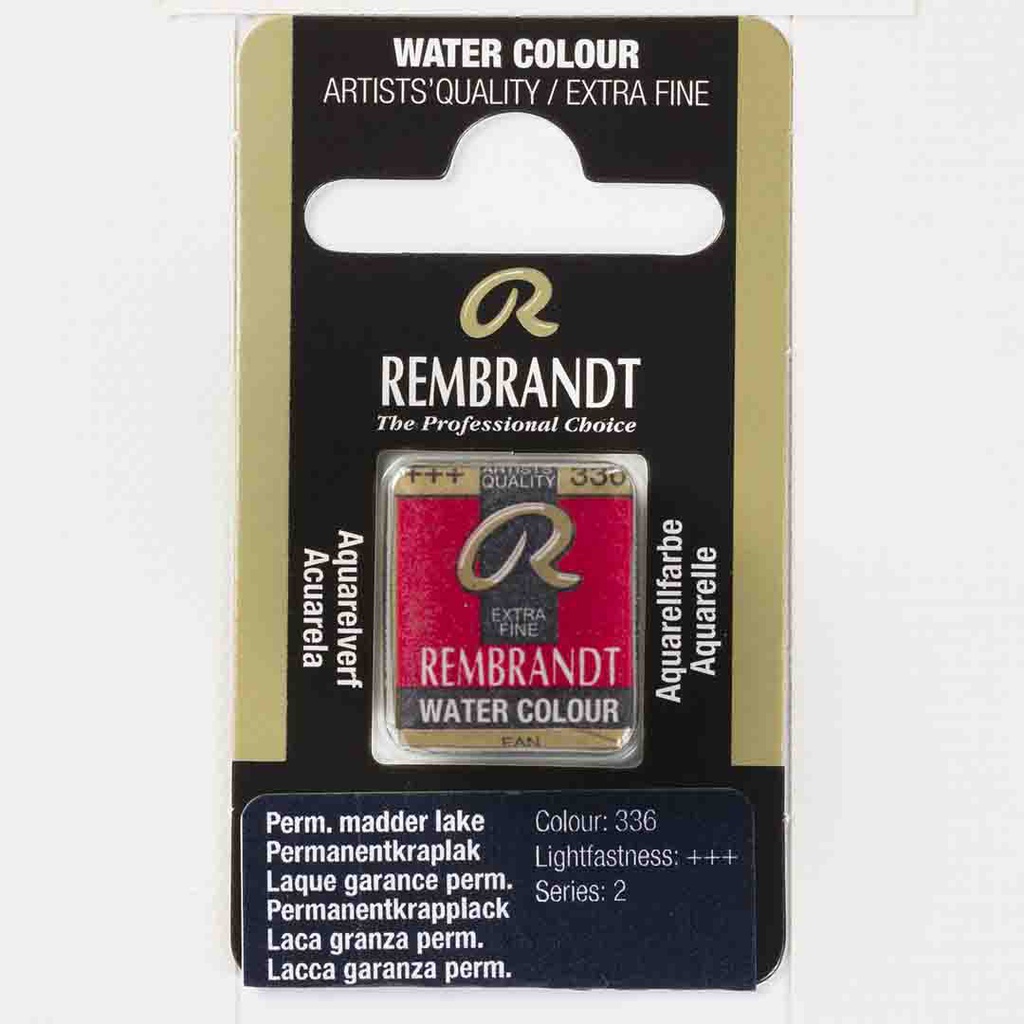 WATER COLOUR
ARTISTS'QUALITY / EXTRA FINE
R
REMBRANDT
The Professional Choice
+++ ARTISTS 336
QUALITY
R
EXTRA
FINE
REMBRANDT
WATER COLOUR
EAN
Aquarelverf
Acuarela
Aquarellfarbe
Aquarelle
Perm. madder lake
Permanentkraplak
Laque garance perm.
Permanentkrapplack
Laca granza perm.
Lacca garanza perm.
Colour: 336
Lightfastness: +++
Series: 2